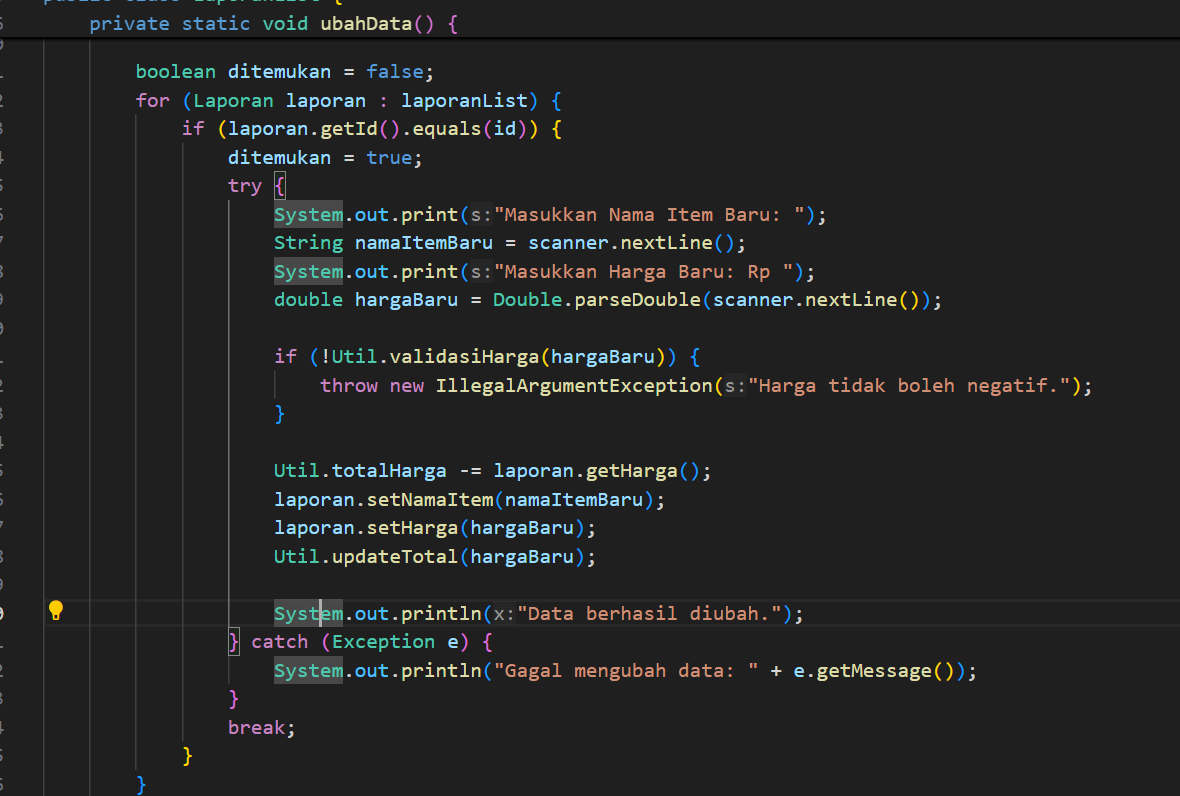 private static void ubahData() {
boolean ditemukan = false;
for (Laporan laporan : laporanList) {
if (laporan.getId().equals(id)) {
ditemukan = true;
try {
System.out.print(s:"Masukkan Nama Item Baru: ");
String namaItemBaru = scanner.nextLine();
System.out.print(s:"Masukkan Harga Baru: Rp ");
double hargaBaru = Double.parseDouble(scanner.nextLine());
if (!Util.validasiHarga(hargaBaru)) {
throw new IllegalArgumentException(s:"Harga tidak boleh negatif.");
}
Util.totalHarga -= laporan.getHarga();
laporan.setNamaItem(namaItemBaru);
laporan.setHarga(hargaBaru);
Util.updateTotal(hargaBaru);
System.out.println(x:"Data berhasil diubah.");
} catch (Exception e) {
System.out.println("Gagal mengubah data: " + e.getMessage());
}
break;
}
}